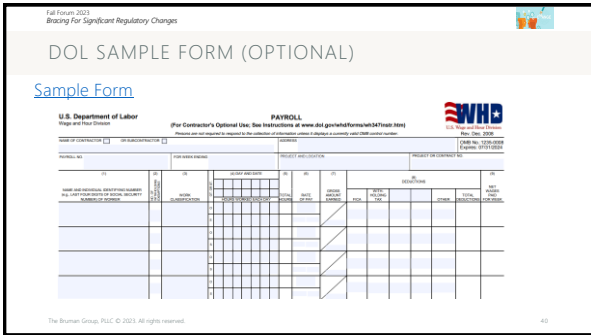 Fall Forum 2023
Bracing For Significant Regulatory Changes
DOL SAMPLE FORM (OPTIONAL)
Sample Form
U.S. Department of Labor
Wage and Hour Division
PAYROLL
(For Contractor's Optional Use; See Instructions at www.dol.gov/whd/forms/wh347instr.htm)
Persons are not required to respond to the collection of information unless it displays a currently valid OMB control number.
WHD
U.S. Wage and Hour Division
Rev. Dec. 2008
NAME OF CONTRACTOR OR SUBCONTRACTOR
ADDRESS
OMB No.: 1235-0008
Expires: 07/31/2024
PAYROLL NO.
FOR WEEK ENDING
PROJECT AND LOCATION
PROJECT OR CONTRACT NO.
(1) (2) (3) (4) DAY AND DATE (5) (6) (7) (8) DEDUCTIONS (9)
NAME AND INDIVIDUAL IDENTIFYING NUMBER
(e.g., LAST FOUR DIGITS OF SOCIAL SECURITY
NUMBER) OF WORKER
WORK
CLASSIFICATION
HOURS WORKED EACH DAY
TOTAL
HOURS
RATE
OF PAY
GROSS
AMOUNT
EARNED
FICA
WITH-
HOLDING
TAX
OTHER
TOTAL
DEDUCTIONS
NET
WAGES
PAID
FOR WEEK
The Bruman Group, PLLC © 2023. All rights reserved.
40